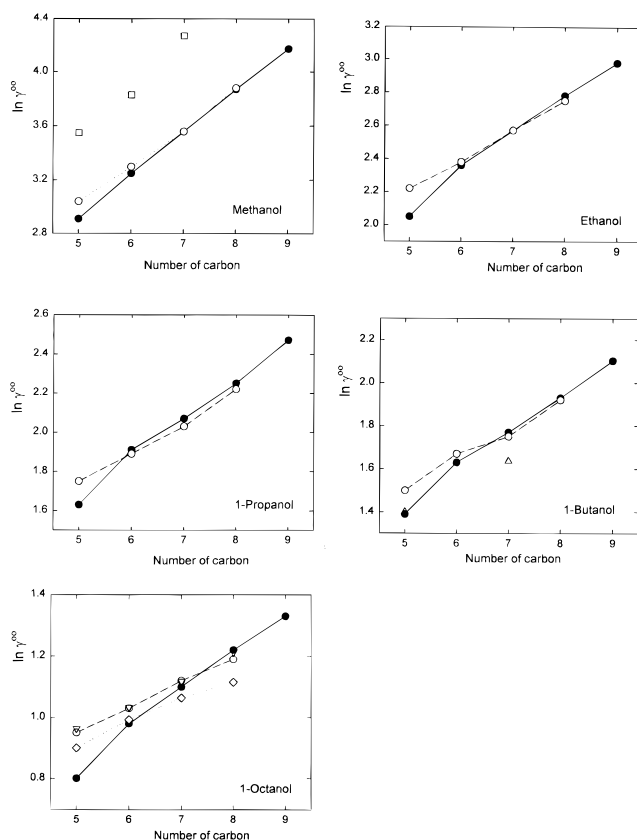 4.4
4.0
3.6
3.2
2.8
ln γ∞
Methanol
5 6 7 8 9
Number of carbon
3.2
3.0
2.8
2.6
2.4
2.2
2.0
ln γ∞
Ethanol
5 6 7 8 9
Number of carbon
2.6
2.4
2.2
2.0
1.8
1.6
ln γ∞
1-Propanol
5 6 7 8 9
Number of carbon
2.2
2.0
1.8
1.6
1.4
ln γ∞
1-Butanol
5 6 7 8 9
Number of carbon
1.4
1.2
1.0
0.8
ln γ∞
1-Octanol
5 6 7 8 9
Number of carbon